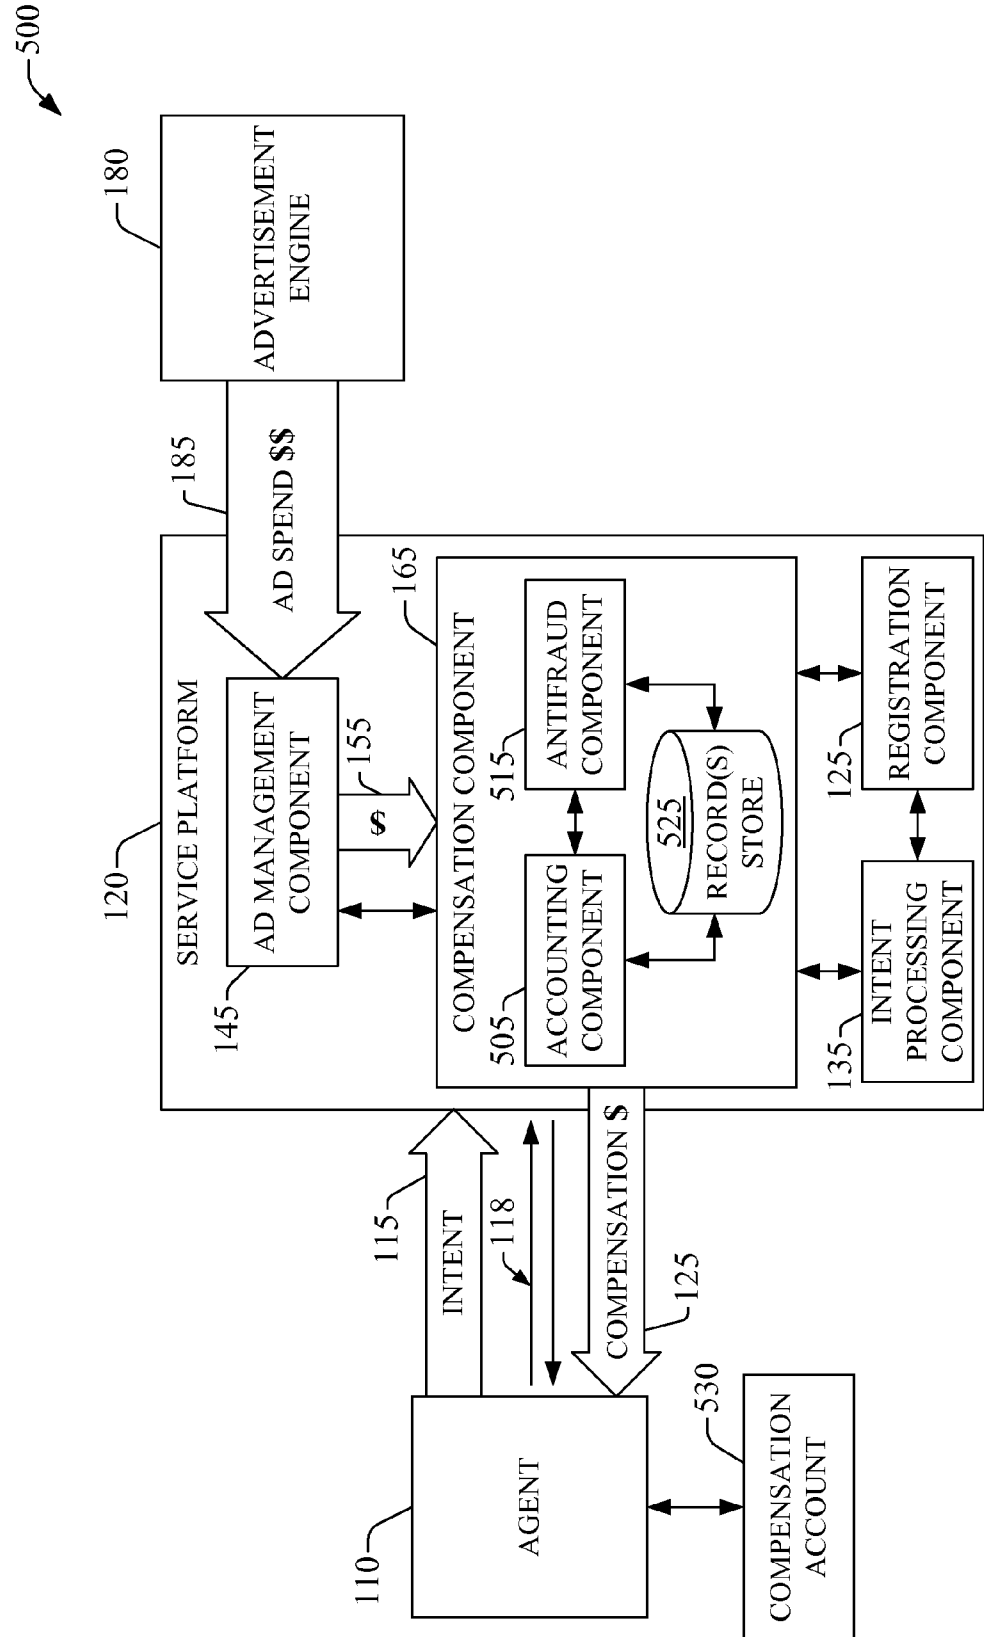 500
120
SERVICE PLATFORM
185
180
145
AD MANAGEMENT
COMPONENT
AD SPEND $$
ADVERTISEMENT
ENGINE
$
155
115
INTENT
118
COMPENSATION COMPONENT
165
505
ACCOUNTING
COMPONENT
515
ANTIFRAUD
COMPONENT
110
AGENT
COMPENSATION $
125
525
RECORD(S)
STORE
530
COMPENSATION
ACCOUNT
135
INTENT
PROCESSING
COMPONENT
125
REGISTRATION
COMPONENT